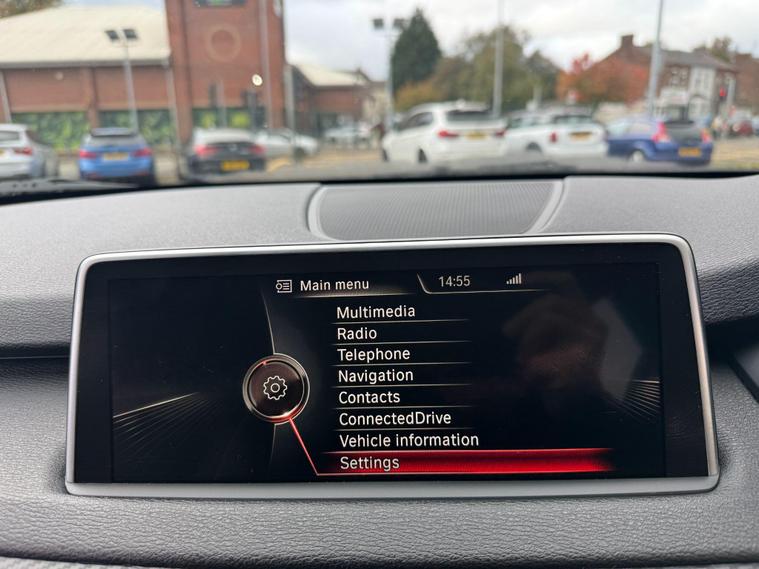 Main menu 14:55
Multimedia
Radio
Telephone
Navigation
Contacts
ConnectedDrive
Vehicle information
Settings